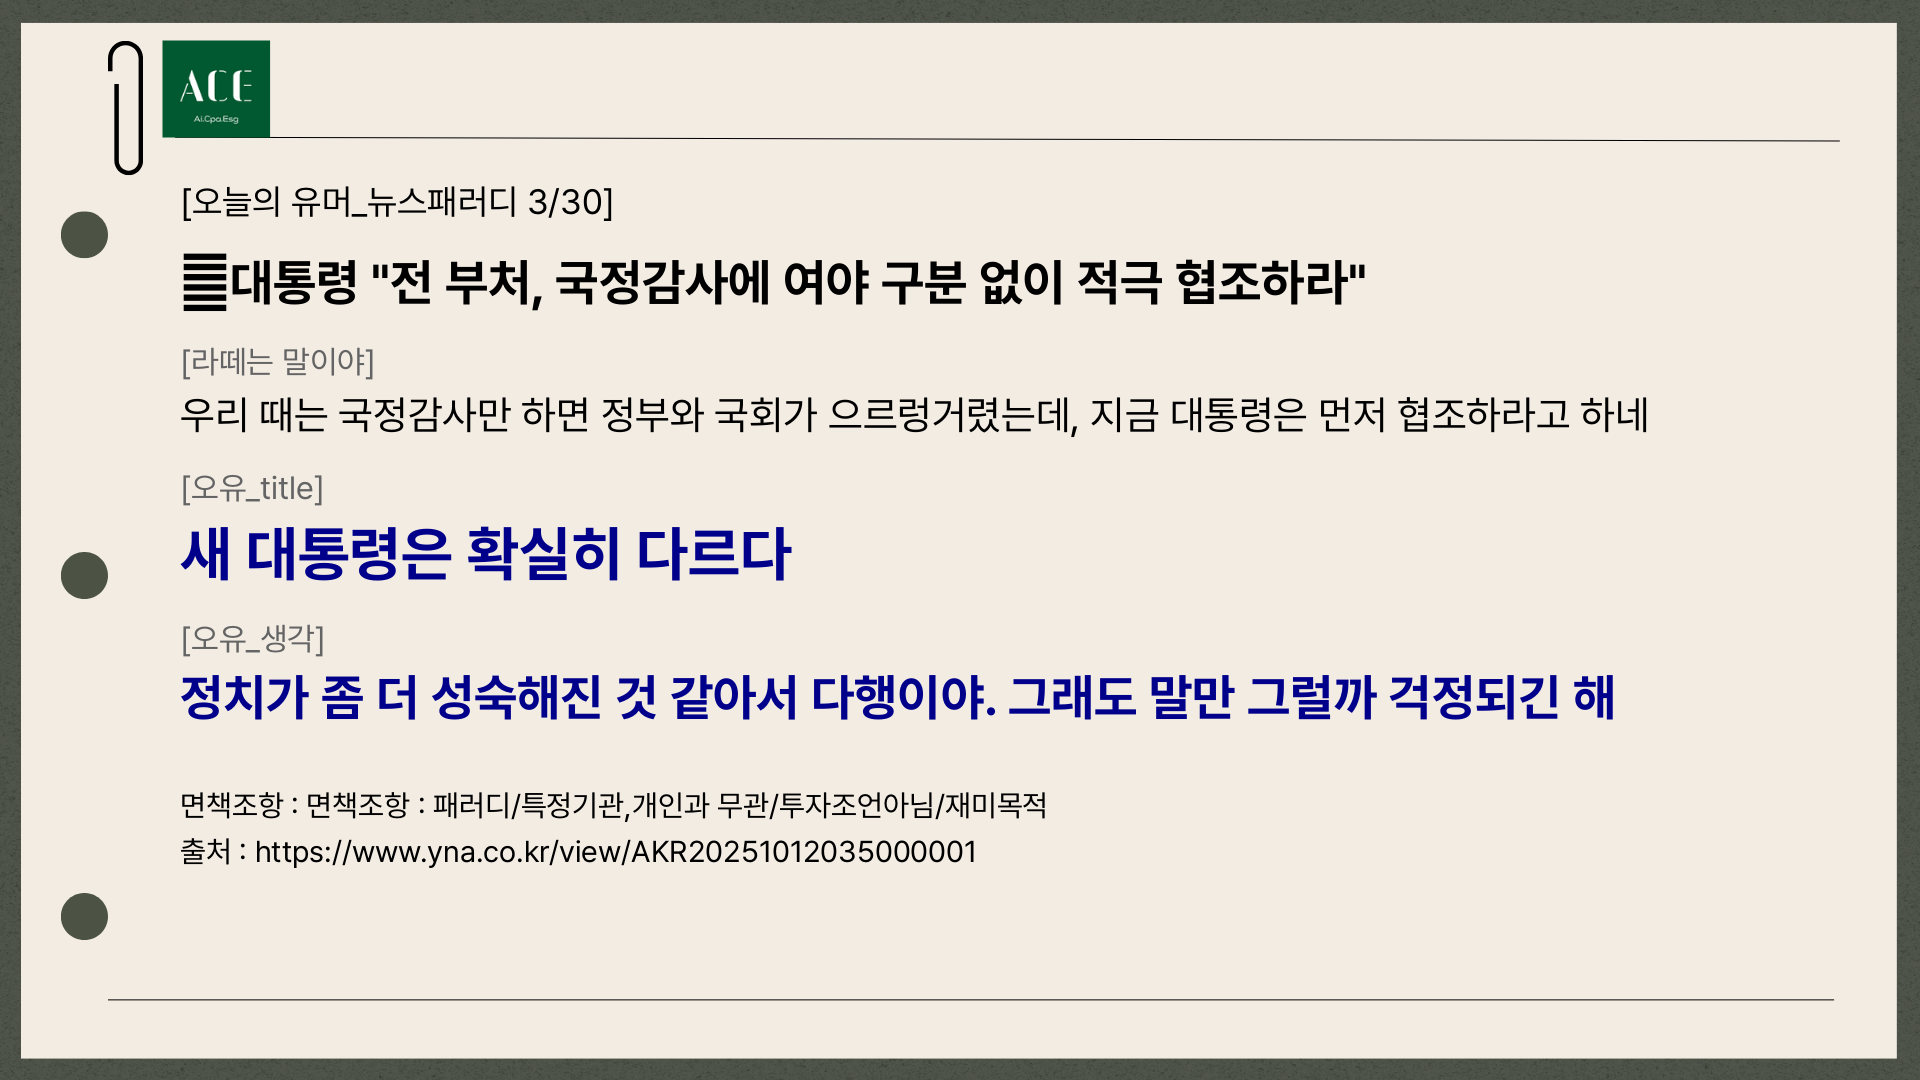 ACE
Ai.Cpa.Esg
[오늘의 유머_뉴스패러디 3/30]
대통령 "전 부처, 국정감사에 여야 구분 없이 적극 협조하라"
[라떼는 말이야]
우리 때는 국정감사만 하면 정부와 국회가 으르렁거렸는데, 지금 대통령은 먼저 협조하라고 하네
[오유_title]
새 대통령은 확실히 다르다
[오유_생각]
정치가 좀 더 성숙해진 것 같아서 다행이야. 그래도 말만 그럴까 걱정되긴 해
면책조항 : 면책조항 : 패러디/특정기관,개인과 무관/투자조언아님/재미목적
출처 : https://www.yna.co.kr/view/AKR20251012035000001